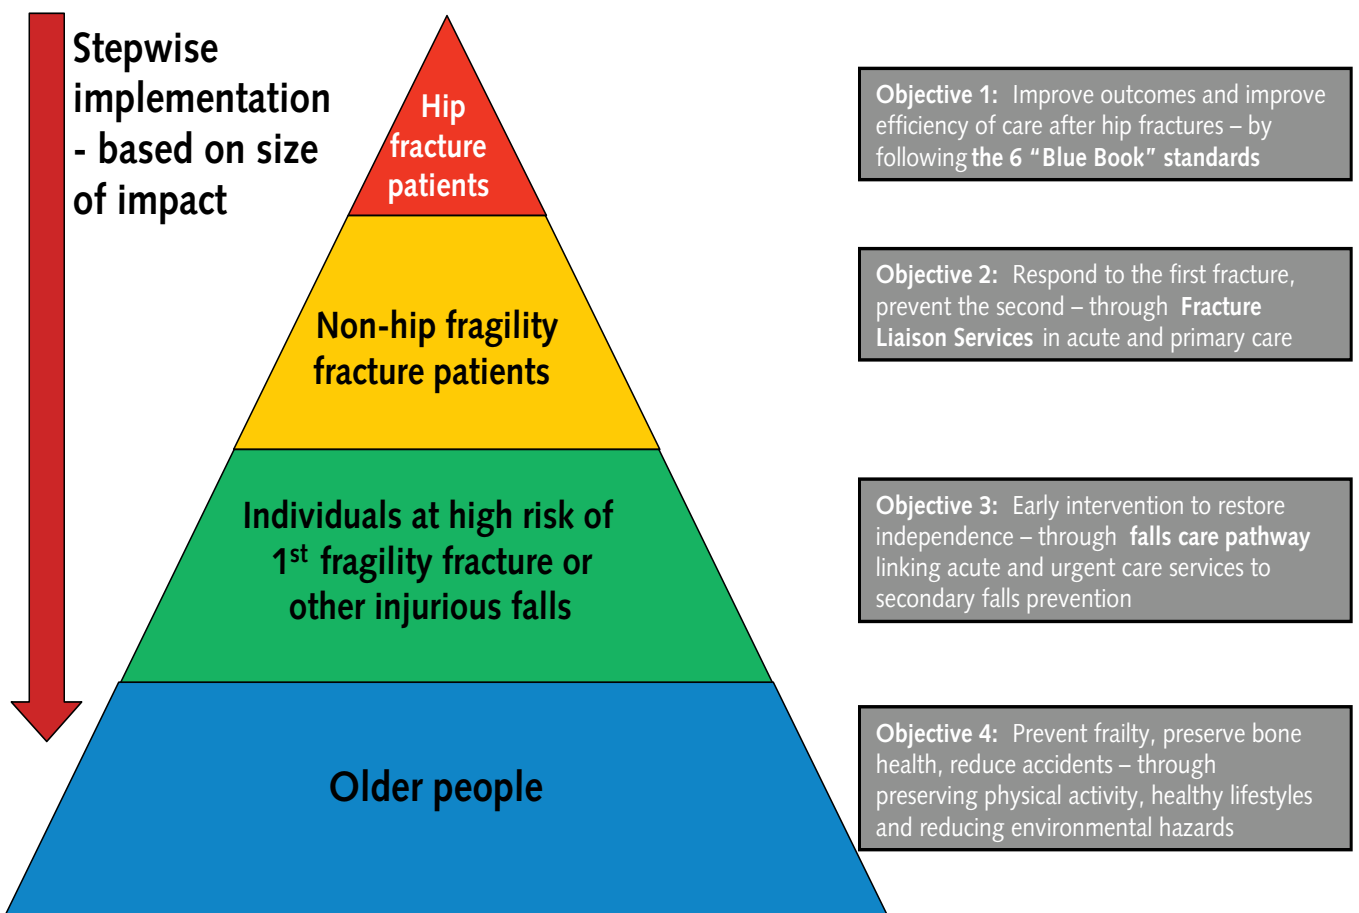 Stepwise
implementation
- based on size
of impact
Hip
fracture
patients
Objective 1: Improve outcomes and improve
efficiency of care after hip fractures – by
following the 6 “Blue Book” standards
Non-hip fragility
fracture patients
Objective 2: Respond to the first fracture,
prevent the second – through Fracture
Liaison Services in acute and primary care
Individuals at high risk of
1st fragility fracture or
other injurious falls
Objective 3: Early intervention to restore
independence – through falls care pathway
linking acute and urgent care services to
secondary falls prevention
Older people
Objective 4: Prevent frailty, preserve bone
health, reduce accidents – through
preserving physical activity, healthy lifestyles
and reducing environmental hazards